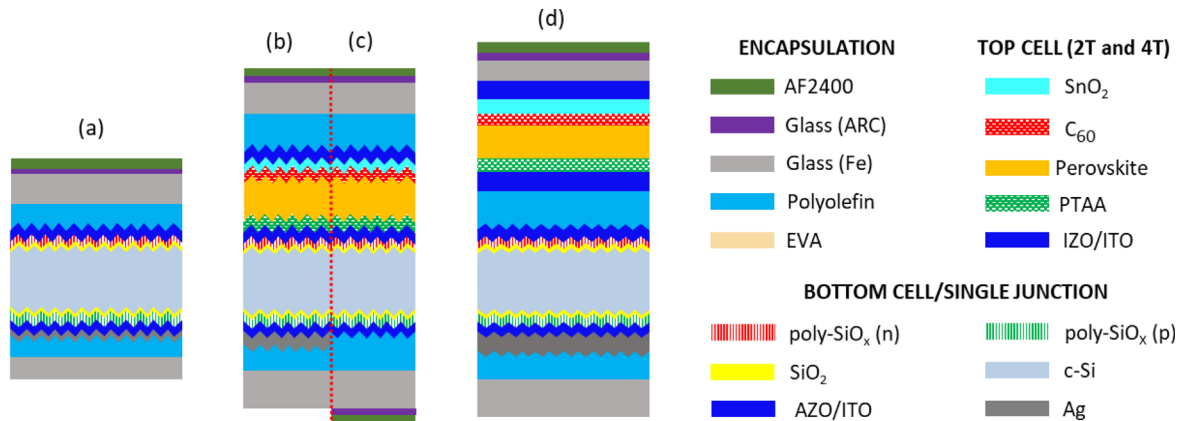 (a)
(b)
(c)
(d)
ENCAPSULATION
AF2400
Glass (ARC)
Glass (Fe)
Polyolefin
EVA
TOP CELL (2T and 4T)
SnO2
C60
Perovskite
PTAA
IZO/ITO
BOTTOM CELL/SINGLE JUNCTION
poly-SiOx (n)
SiO2
AZO/ITO
poly-SiOx (p)
c-Si
Ag